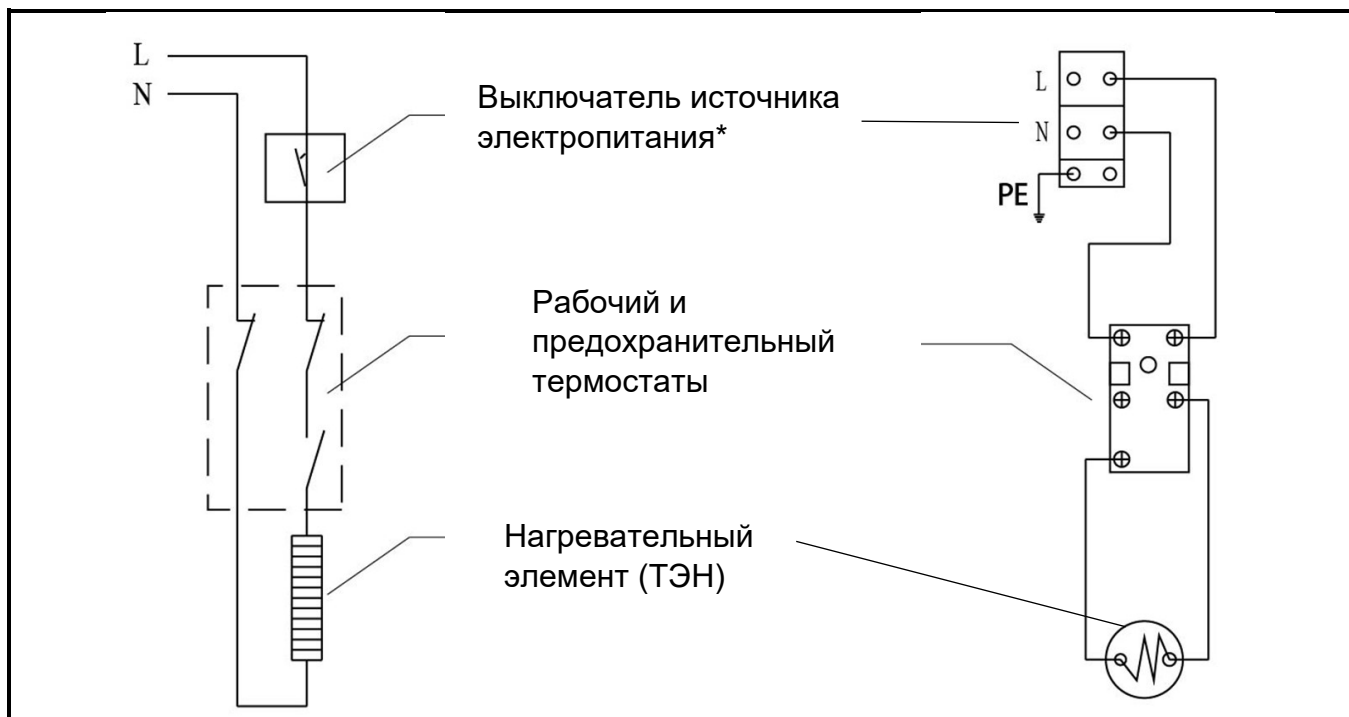 L
N
Выключатель источника
электропитания*
L
N
PE
Рабочий и
предохранительный
термостаты
Нагревательный
элемент (ТЭН)